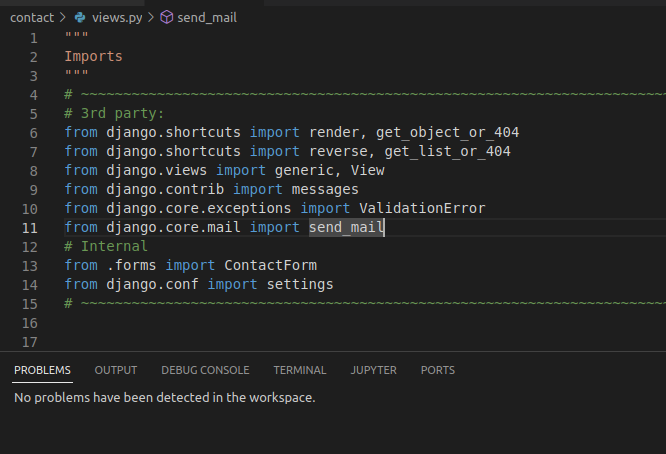 contact > views.py > send_mail
1 """
2 Imports
3 """
4 # ~~~~~~~~~~~~~~~~~~~~~~~~~~~~~~~~~~~~~~~~~~~~~~~~~~~~~~~~~~~~~~~~~~~~~
5 # 3rd party:
6 from django.shortcuts import render, get_object_or_404
7 from django.shortcuts import reverse, get_list_or_404
8 from django.views import generic, View
9 from django.contrib import messages
10 from django.core.exceptions import ValidationError
11 from django.core.mail import send_mail
12 # Internal
13 from .forms import ContactForm
14 from django.conf import settings
15 # ~~~~~~~~~~~~~~~~~~~~~~~~~~~~~~~~~~~~~~~~~~~~~~~~~~~~~~~~~~~~~~~~~~~~~
16
17
PROBLEMS OUTPUT DEBUG CONSOLE TERMINAL JUPYTER PORTS
No problems have been detected in the workspace.